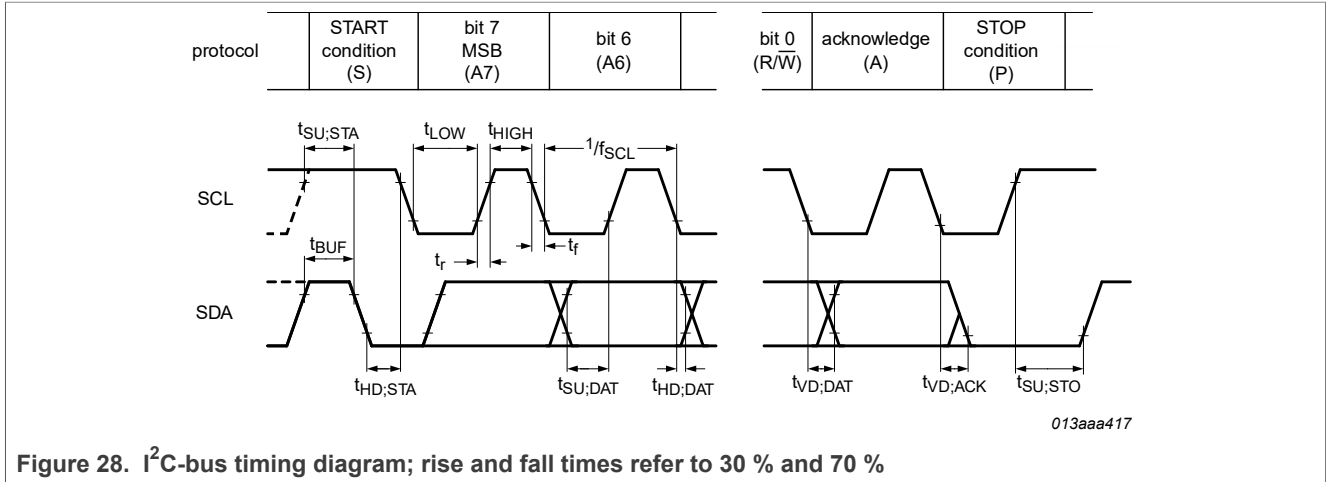 protocol
START
condition
(S)
bit 7
MSB
(A7)
bit 6
(A6)
bit 0
(R/W̅)
acknowledge
(A)
STOP
condition
(P)
tSU;STA
tLOW
tHIGH
1/fSCL
SCL
tBUF
tr
tf
SDA
tHD;STA
tSU;DAT
tHD;DAT
tVD;DAT
tVD;ACK
tSU;STO
013aaa417
Figure 28. I²C-bus timing diagram; rise and fall times refer to 30 % and 70 %